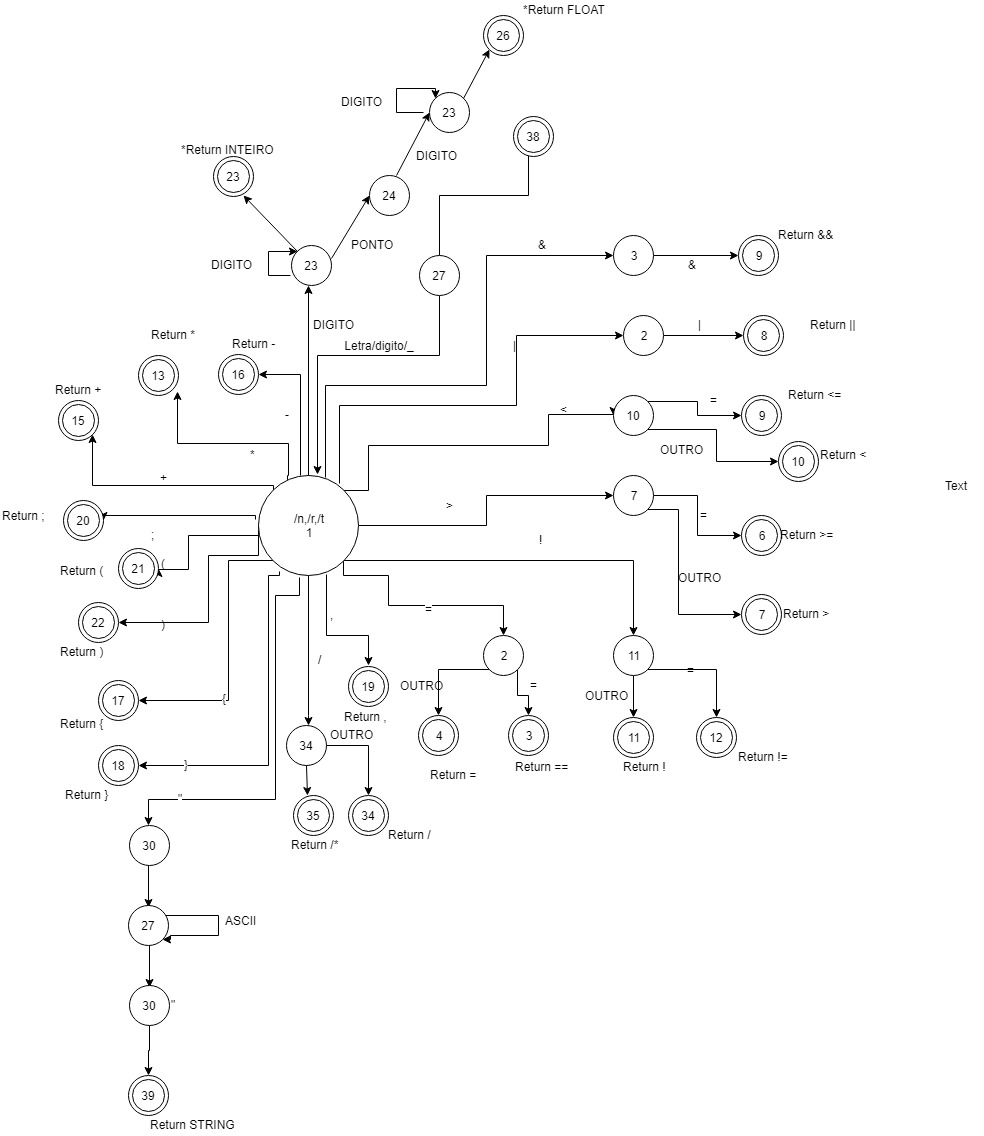 *Return FLOAT
26
DIGITO
23
38
*Return INTEIRO
DIGITO
23
24
Return &&
PONTO
&
3
9
DIGITO
23
&
27
DIGITO
Return ||
|
Return *
Return -
Letra/digito/_
|
2
8
13
16
Return +
Return <=
=
-
<
10
9
15
*
OUTRO
Return <
10
+
Text
>
7
Return ;
20
/n,/r,/t
1
=
;
!
6
Return >=
(
Return (
21
OUTRO
=
,
7
Return >
22
)
Return )
/
2
11
=
19
OUTRO
=
OUTRO
17
{
Return {
Return ,
34
OUTRO
4
3
11
12
Return !=
18
}
Return =
Return ==
Return !
Return }
"
35
34
Return /
30
Return /*
27
ASCII
30
"
39
Return STRING